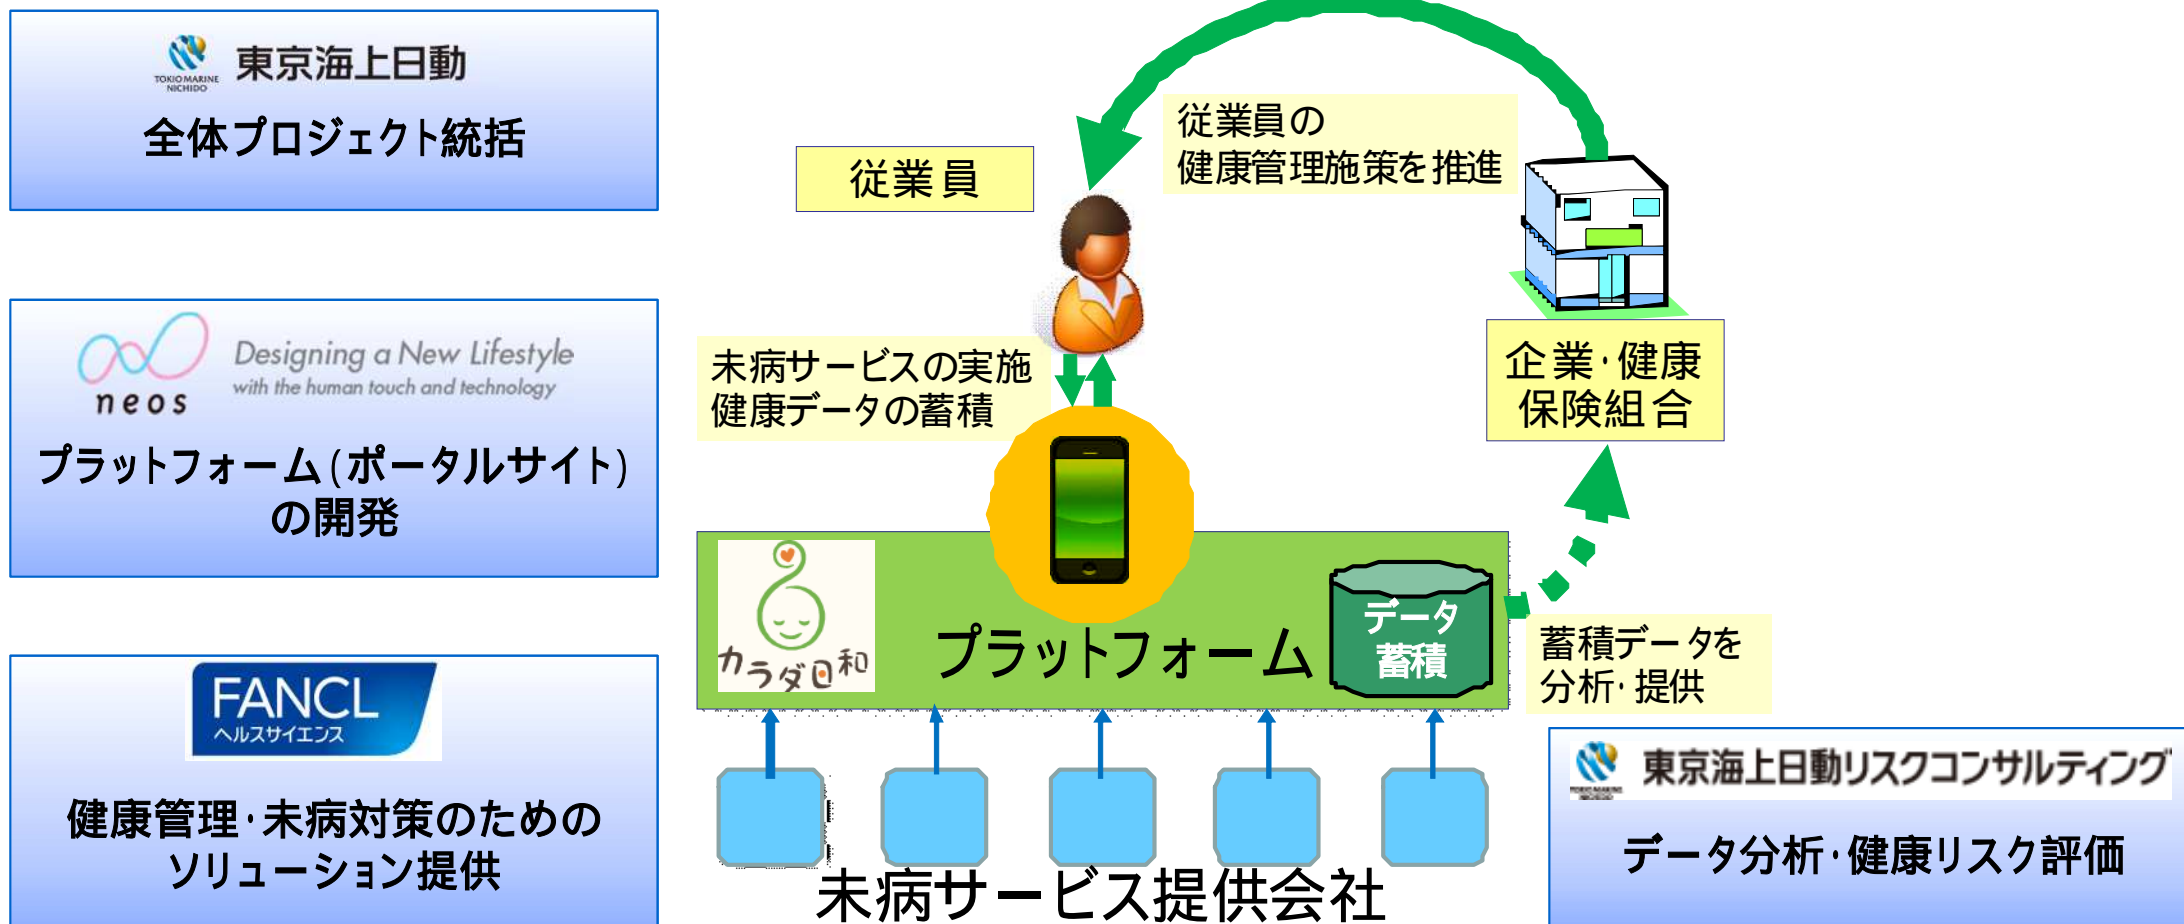 TOKIO MARINE
NICHIDO
東京海上日動
全体プロジェクト統括
neos
Designing a New Lifestyle
with the human touch and technology
プラットフォーム(ポータルサイト)
の開発
FANCL
ヘルスサイエンス
健康管理・未病対策のための
ソリューション提供
従業員
従業員の
健康管理施策を推進
未病サービスの実施
健康データの蓄積
企業・健康
保険組合
カラダ日和
プラットフォーム
データ
蓄積
蓄積データを
分析・提供
未病サービス提供会社
東京海上日動リスクコンサルティング
データ分析・健康リスク評価